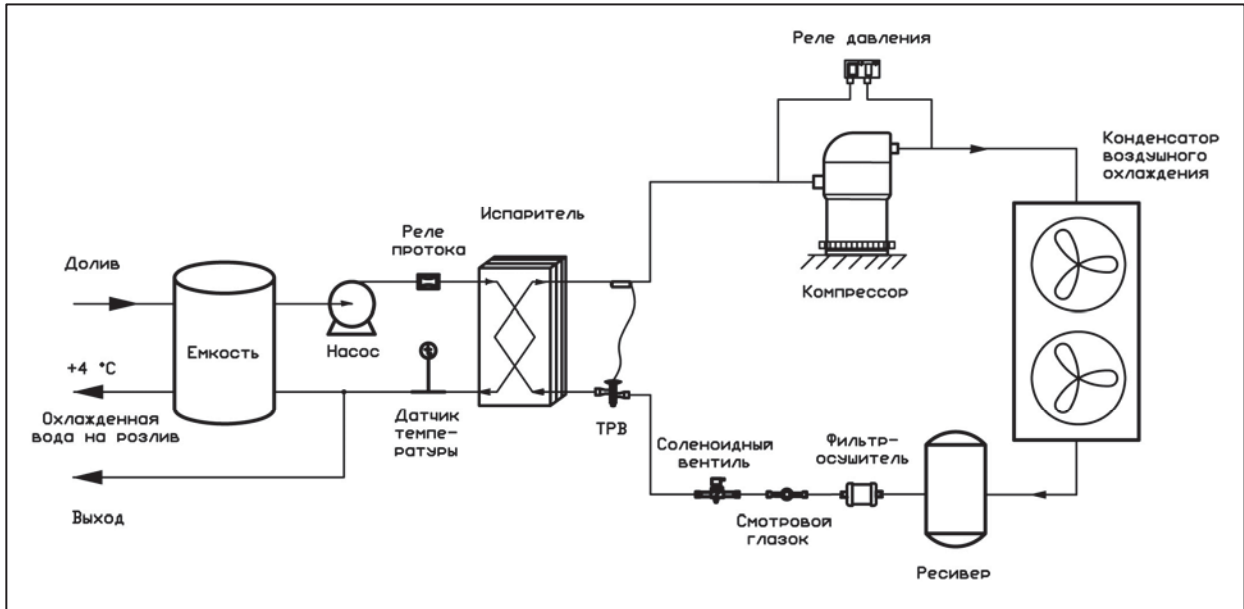 Реле давления
Конденсатор
воздушного
охлаждения
Испаритель
Реле
протока
Долив
Компрессор
Емкость
Насос
+4 °C
Охлажденная
вода на розлив
Датчик
темпе-
ратуры
ТРВ
Соленоидный
вентиль
Фильтр-
осушитель
Смотровой
глазок
Выход
Ресивер